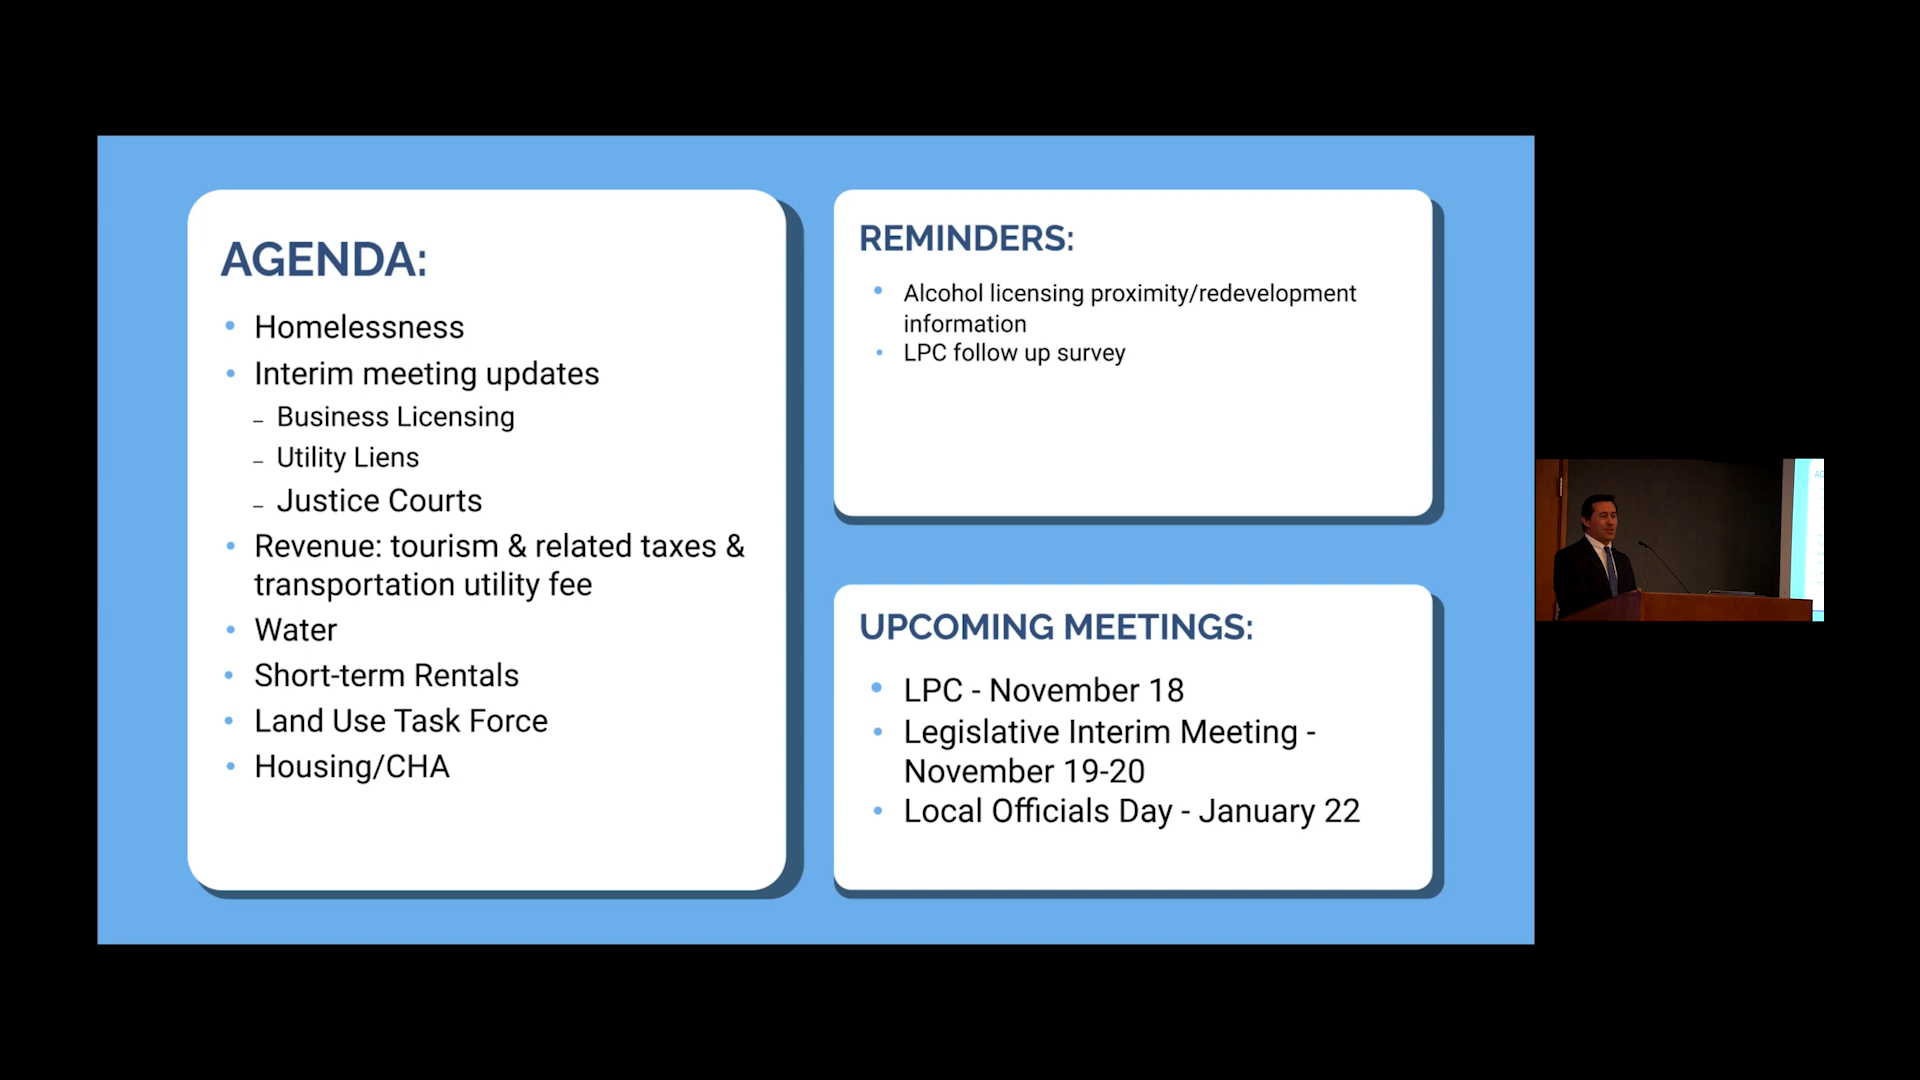 AGENDA:
• Homelessness
• Interim meeting updates
– Business Licensing
– Utility Liens
– Justice Courts
• Revenue: tourism & related taxes &
transportation utility fee
• Water
• Short-term Rentals
• Land Use Task Force
• Housing/CHA
REMINDERS:
• Alcohol licensing proximity/redevelopment
information
• LPC follow up survey
UPCOMING MEETINGS:
• LPC - November 18
• Legislative Interim Meeting -
November 19-20
• Local Officials Day - January 22